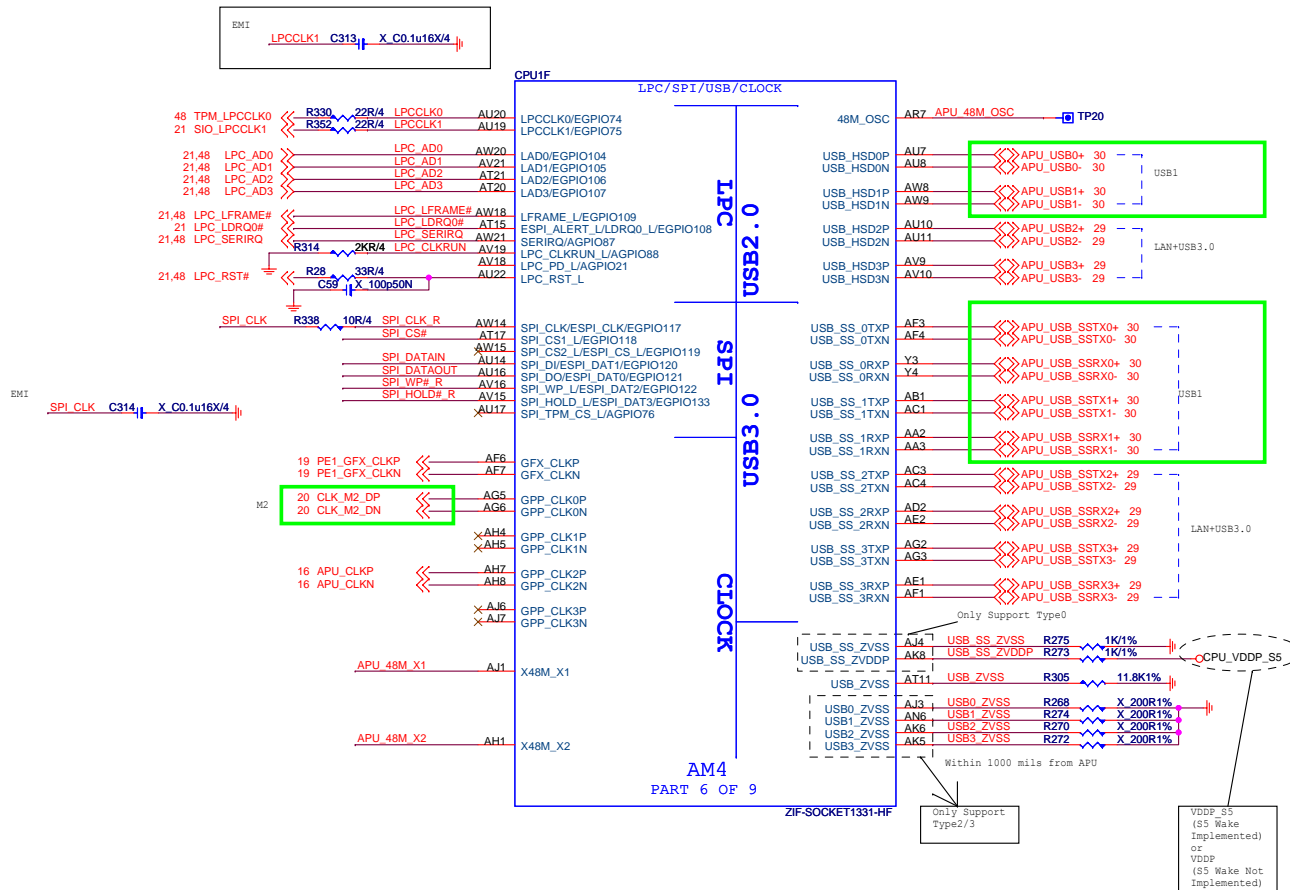 EMI
LPCCLK1 C313 X_C0.1u16X/4
CPU1F
LPC/SPI/USB/CLOCK
48 TPM_LPCCLK0 R330 22R/4 LPCCLK0 AU20 LPCCLK0/EGPIO74
21 SIO_LPCCLK1 R352 22R/4 LPCCLK1 AU19 LPCCLK1/EGPIO75
21,48 LPC_AD0 LPC_AD0 AW20 LAD0/EGPIO104
21,48 LPC_AD1 LPC_AD1 AV21 LAD1/EGPIO105
21,48 LPC_AD2 LPC_AD2 AT21 LAD2/EGPIO106
21,48 LPC_AD3 LPC_AD3 AT20 LAD3/EGPIO107
21,48 LPC_LFRAME# LPC_LFRAME# AW18 LFRAME_L/EGPIO109
21 LPC_LDRQ0# LPC_LDRQ0# AT15 ESPI_ALERT_L/LDRQ0_L/EGPIO108
21,48 LPC_SERIRQ LPC_SERIRQ AW21 SERIRQ/AGPIO87
R314 2KR/4 LPC_CLKRUN AV19 LPC_CLKRUN_L/AGPIO88
AV18 LPC_PD_L/AGPIO21
21,48 LPC_RST# R28 33R/4 AU22 LPC_RST_L
C59 X_100p50N
SPI_CLK R338 10R/4 SPI_CLK_R AW14 SPI_CLK/ESPI_CLK/EGPIO117
SPI_CS# AT17 SPI_CS1_L/EGPIO118
AW15 SPI_CS2_L/ESPI_CS_L/EGPIO119
SPI_DATAIN AU14 SPI_DI/ESPI_DAT1/EGPIO120
SPI_DATAOUT AU16 SPI_DO/ESPI_DAT0/EGPIO121
SPI_WP#_R AV16 SPI_WP_L/ESPI_DAT2/EGPIO122
SPI_HOLD#_R AV15 SPI_HOLD_L/ESPI_DAT3/EGPIO133
AU17 SPI_TPM_CS_L/AGPIO76
EMI
SPI_CLK C314 X_C0.1u16X/4
19 PE1_GFX_CLKP AF6 GFX_CLKP
19 PE1_GFX_CLKN AF7 GFX_CLKN
M2
20 CLK_M2_DP AG5 GPP_CLK0P
20 CLK_M2_DN AG6 GPP_CLK0N
AH4 GPP_CLK1P
AH5 GPP_CLK1N
16 APU_CLKP AH7 GPP_CLK2P
16 APU_CLKN AH8 GPP_CLK2N
AJ6 GPP_CLK3P
AJ7 GPP_CLK3N
APU_48M_X1 AJ1 X48M_X1
APU_48M_X2 AH1 X48M_X2
LPC
USB2.0
SPI
USB3.0
CLOCK
AM4
PART 6 OF 9
ZIF-SOCKET1331-HF
48M_OSC AR7 APU_48M_OSC TP20
USB_HSD0P AU7 APU_USB0+ 30
USB_HSD0N AU8 APU_USB0- 30
USB_HSD1P AW8 APU_USB1+ 30
USB_HSD1N AW9 APU_USB1- 30
USB1
USB_HSD2P AU10 APU_USB2+ 29
USB_HSD2N AU11 APU_USB2- 29
USB_HSD3P AV9 APU_USB3+ 29
USB_HSD3N AV10 APU_USB3- 29
LAN+USB3.0
USB_SS_0TXP AF3 APU_USB_SSTX0+ 30
USB_SS_0TXN AF4 APU_USB_SSTX0- 30
USB_SS_0RXP Y3 APU_USB_SSRX0+ 30
USB_SS_0RXN Y4 APU_USB_SSRX0- 30
USB_SS_1TXP AB1 APU_USB_SSTX1+ 30
USB_SS_1TXN AC1 APU_USB_SSTX1- 30
USB_SS_1RXP AA2 APU_USB_SSRX1+ 30
USB_SS_1RXN AA3 APU_USB_SSRX1- 30
USB1
USB_SS_2TXP AC3 APU_USB_SSTX2+ 29
USB_SS_2TXN AC4 APU_USB_SSTX2- 29
USB_SS_2RXP AD2 APU_USB_SSRX2+ 29
USB_SS_2RXN AE2 APU_USB_SSRX2- 29
USB_SS_3TXP AG2 APU_USB_SSTX3+ 29
USB_SS_3TXN AG3 APU_USB_SSTX3- 29
USB_SS_3RXP AE1 APU_USB_SSRX3+ 29
USB_SS_3RXN AF1 APU_USB_SSRX3- 29
LAN+USB3.0
Only Support Type0
USB_SS_ZVSS AJ4 USB_SS_ZVSS R275 1K/1%
USB_SS_ZVDDP AK8 USB_SS_ZVDDP R273 1K/1% CPU_VDDP_S5
USB_ZVSS AT11 USB_ZVSS R305 11.8K1%
USB0_ZVSS AJ3 USB0_ZVSS R268 X_200R1%
USB1_ZVSS AN6 USB1_ZVSS R274 X_200R1%
USB2_ZVSS AK6 USB2_ZVSS R270 X_200R1%
USB3_ZVSS AK5 USB3_ZVSS R272 X_200R1%
Within 1000 mils from APU
Only Support
Type2/3
VDDP_S5
(S5 Wake
Implemented)
or
VDDP
(S5 Wake Not
Implemented)